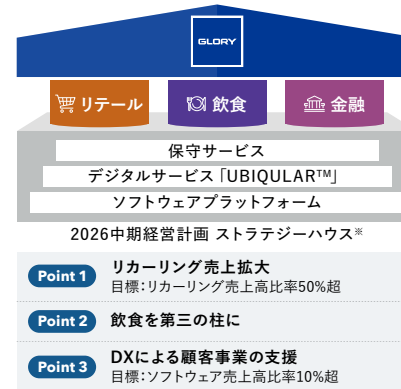 GLORY
リテール
飲食
金融
保守サービス
デジタルサービス「UBIQULAR™」
ソフトウェアプラットフォーム
2026中期経営計画 ストラテジーハウス※
Point 1
リカーリング売上拡大
目標：リカーリング売上高比率50%超
Point 2
飲食を第三の柱に
Point 3
DXによる顧客事業の支援
目標：ソフトウェア売上高比率10%超